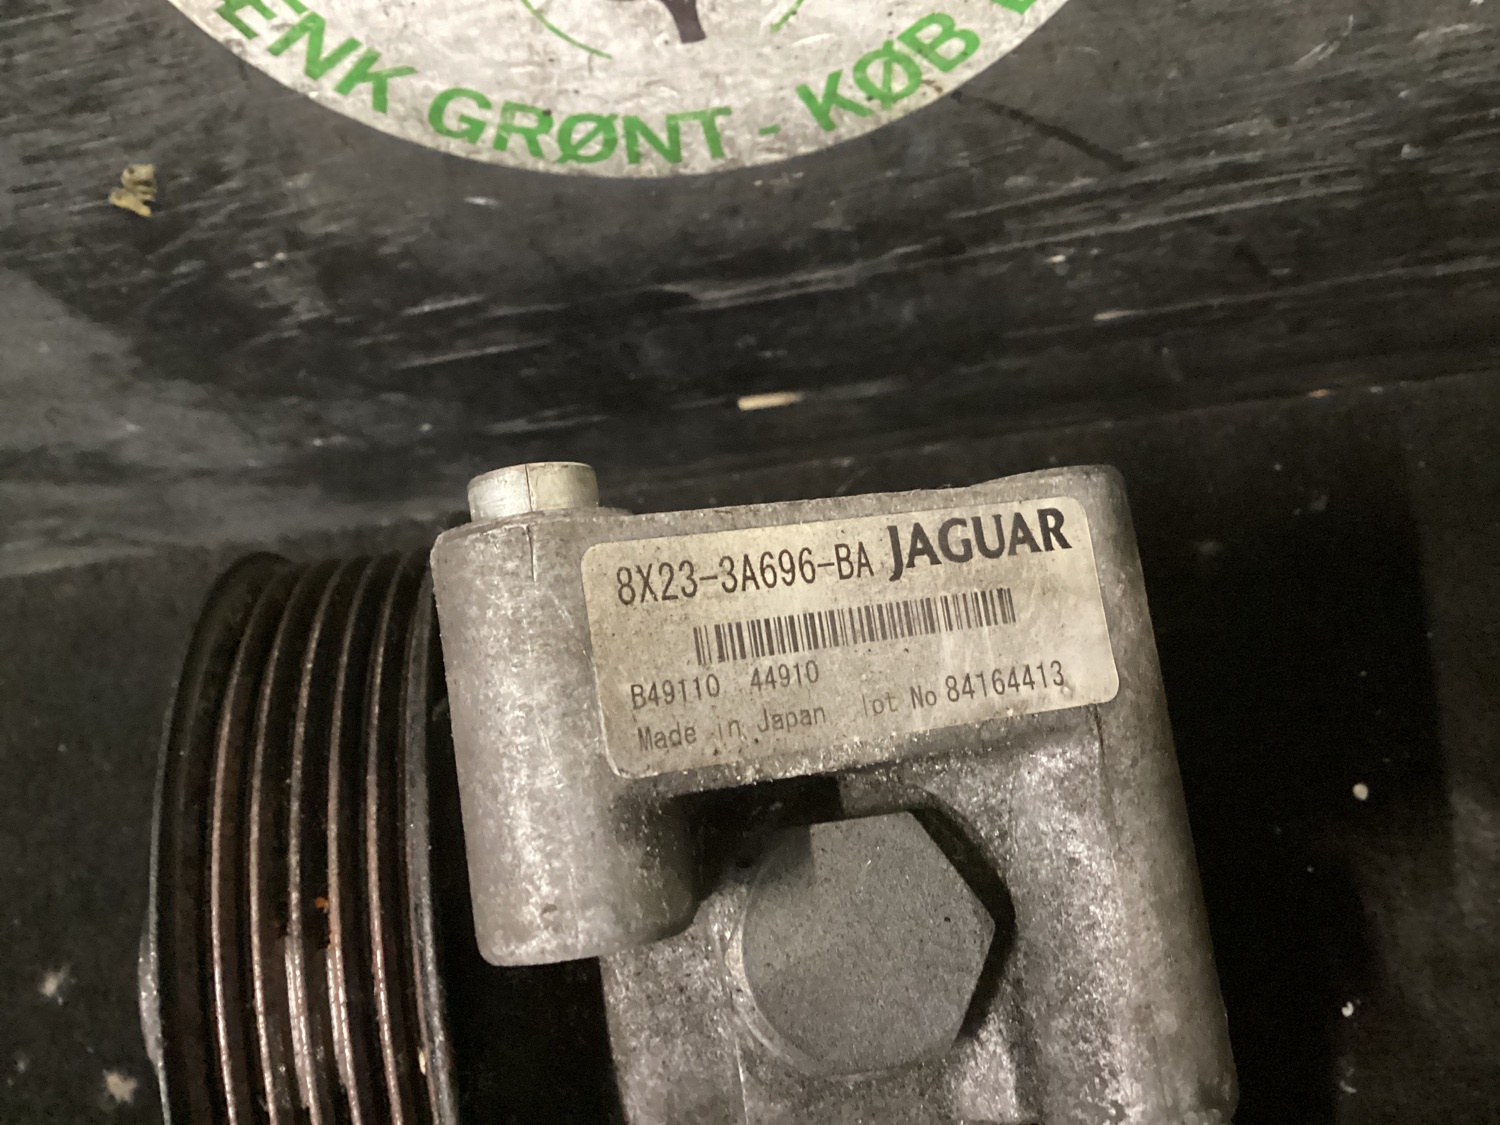 ENK GRØNT - KØB
8X23-3A696-BA JAGUAR
B49110 44910
Made in Japan lot No 84164413